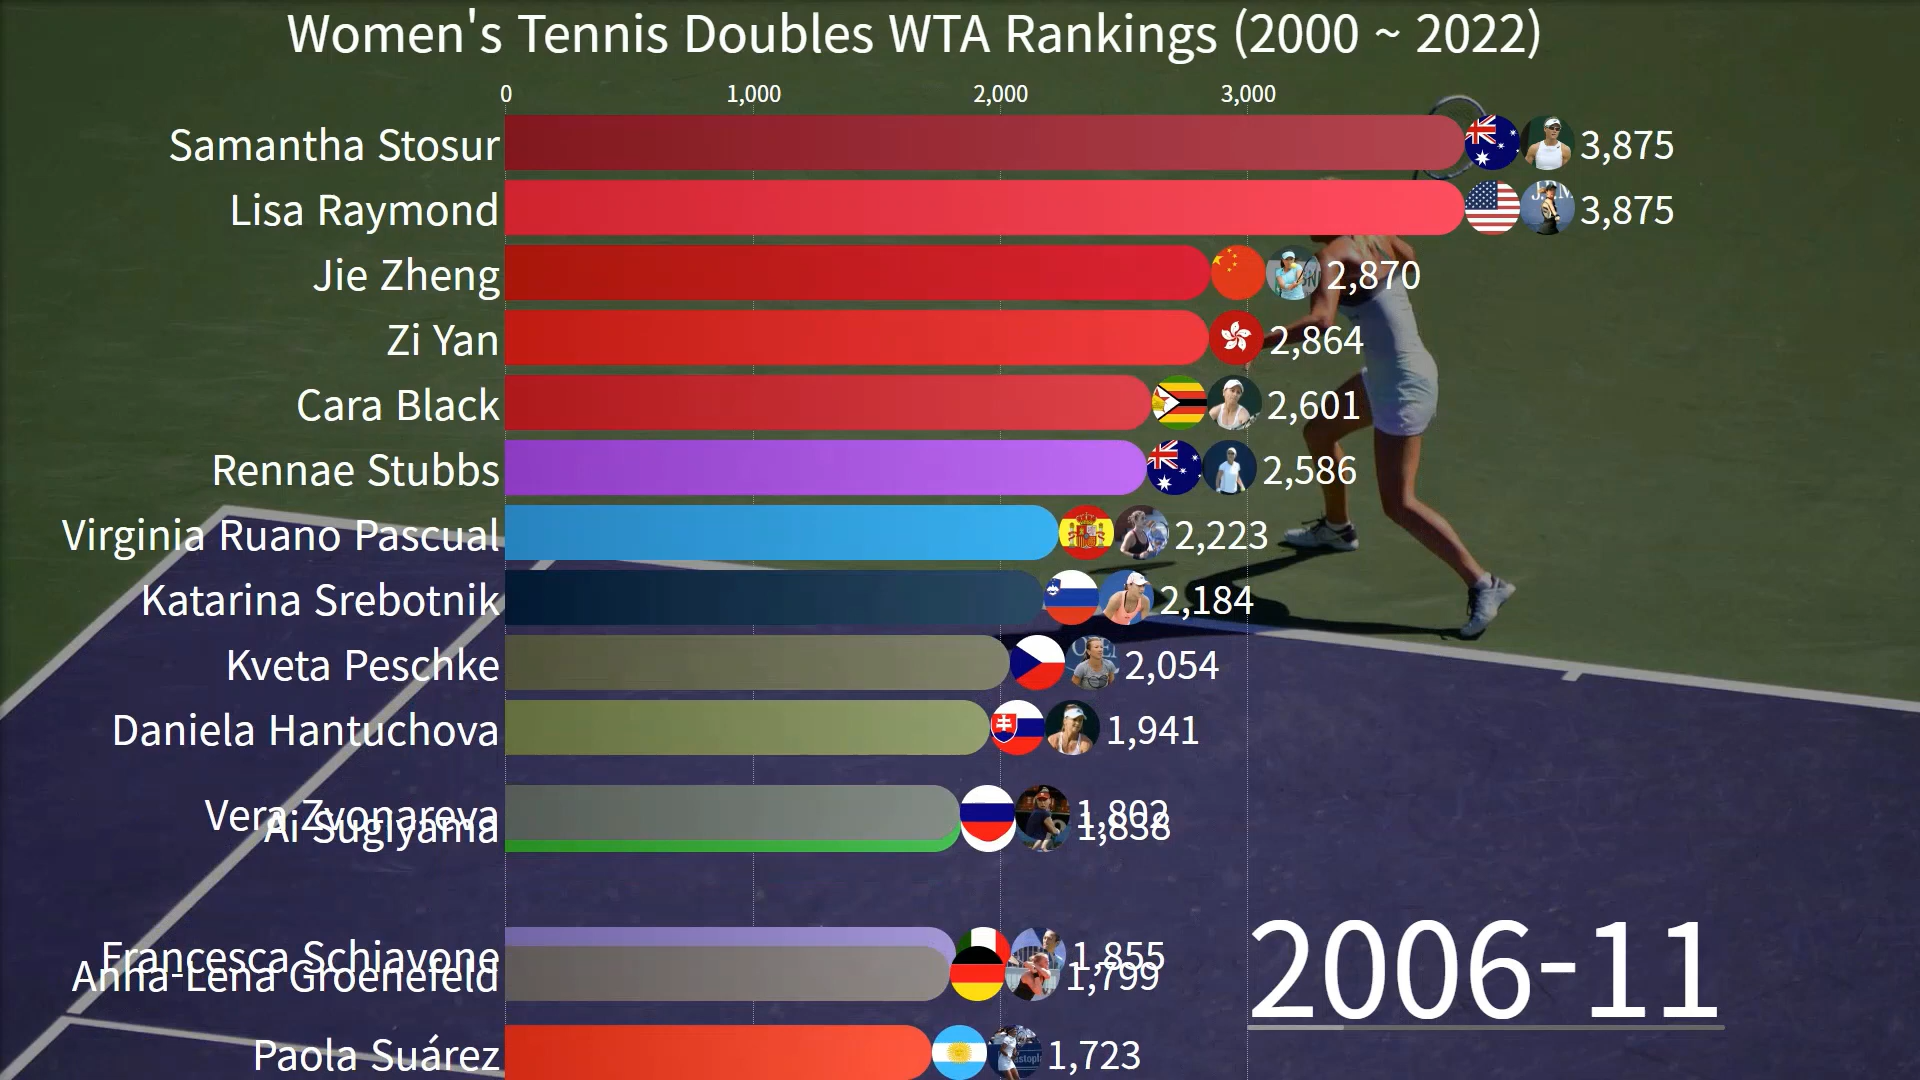 Women's Tennis Doubles WTA Rankings (2000 ~ 2022)
0 1,000 2,000 3,000
Samantha Stosur 3,875
Lisa Raymond 3,875
Jie Zheng 2,870
Zi Yan 2,864
Cara Black 2,601
Rennae Stubbs 2,586
Virginia Ruano Pascual 2,223
Katarina Srebotnik 2,184
Kveta Peschke 2,054
Daniela Hantuchova 1,941
Vera Zvonareva 1,802
Ai Sugiyama
Francesca Schiavone 1,855
Anna-Lena Groenefeld 1,799
Paola Suárez 1,723
2006-11